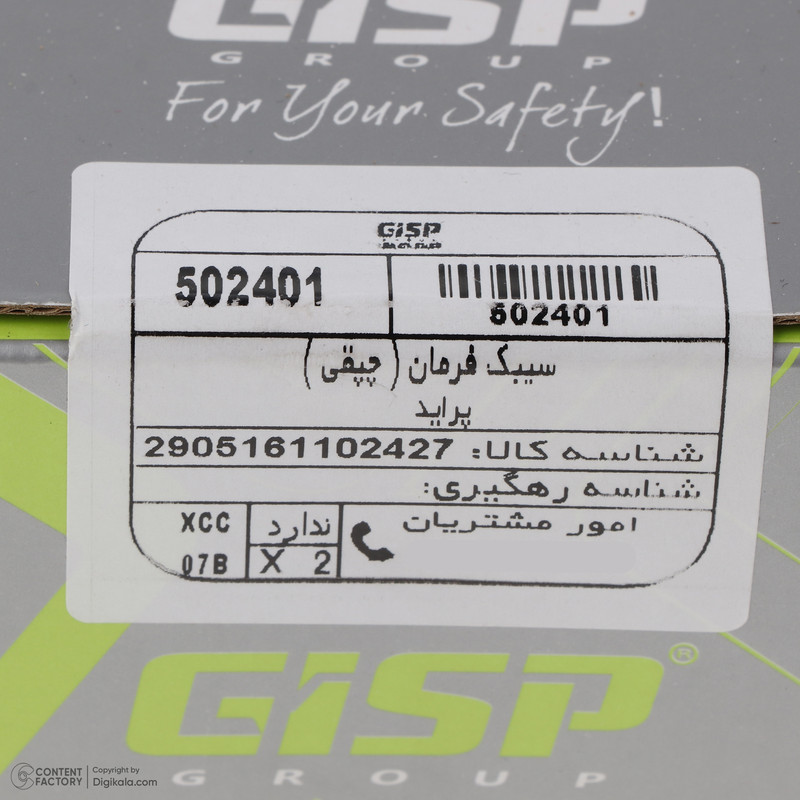 GISP
GROUP
For Your Safety!
GISP
502401
502401
سیبک فرمان (چپقی)
پراید
شناسه کالا: 2905161102427
شناسه رهگیری:
XCC
ندارد
امور مشتریان
07B
X 2
GISP®
GROUP
CONTENT FACTORY
Copyright by Digikala.com